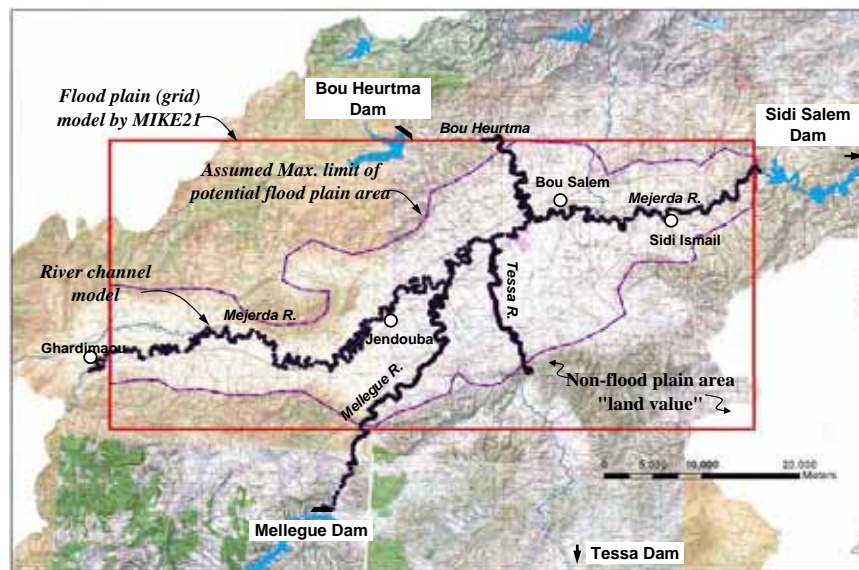 Flood plain (grid)
model by MIKE21
Bou Heurtma
Dam
Bou Heurtma
Sidi Salem
Dam
Assumed Max. limit of
potential flood plain area
Bou Salem
Mejerda R.
Sidi Ismail
River channel
model
Mejerda R.
Tessa R.
Ghardimaou
Jendouba
Mellegue R.
Non-flood plain area
"land value"
0 5,000 10,000 20,000
Meters
Mellegue Dam
Tessa Dam